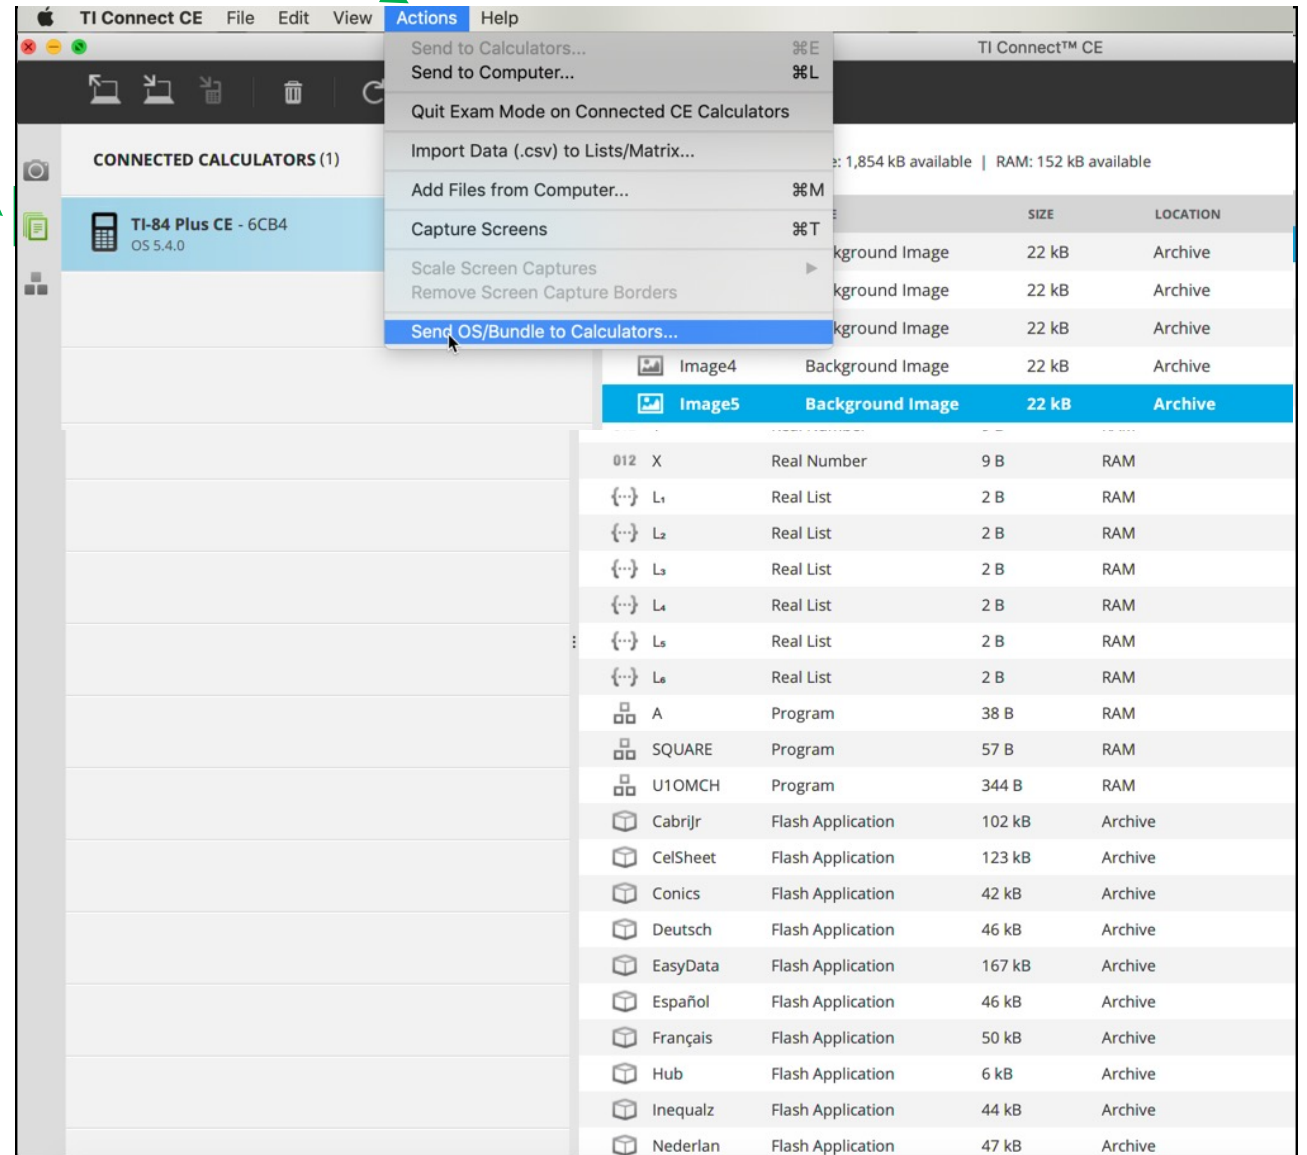 TI Connect CE File Edit View Actions Help
TI Connect™ CE
Send to Calculators... ⌘E
Send to Computer... ⌘L
Quit Exam Mode on Connected CE Calculators
Import Data (.csv) to Lists/Matrix...
Add Files from Computer... ⌘M
Capture Screens ⌘T
Scale Screen Captures
Remove Screen Capture Borders
Send OS/Bundle to Calculators...
CONNECTED CALCULATORS (1)
TI-84 Plus CE - 6CB4
OS 5.4.0
1,854 kB available | RAM: 152 kB available
SIZE LOCATION
kground Image 22 kB Archive
kground Image 22 kB Archive
kground Image 22 kB Archive
Image4 Background Image 22 kB Archive
Image5 Background Image 22 kB Archive
012 X Real Number 9 B RAM
{···} L₁ Real List 2 B RAM
{···} L₂ Real List 2 B RAM
{···} L₃ Real List 2 B RAM
{···} L₄ Real List 2 B RAM
{···} L₅ Real List 2 B RAM
{···} L₆ Real List 2 B RAM
A Program 38 B RAM
SQUARE Program 57 B RAM
U1OMCH Program 344 B RAM
CabriJr Flash Application 102 kB Archive
CelSheet Flash Application 123 kB Archive
Conics Flash Application 42 kB Archive
Deutsch Flash Application 46 kB Archive
EasyData Flash Application 167 kB Archive
Español Flash Application 46 kB Archive
Français Flash Application 50 kB Archive
Hub Flash Application 6 kB Archive
Inequalz Flash Application 44 kB Archive
Nederlan Flash Application 47 kB Archive